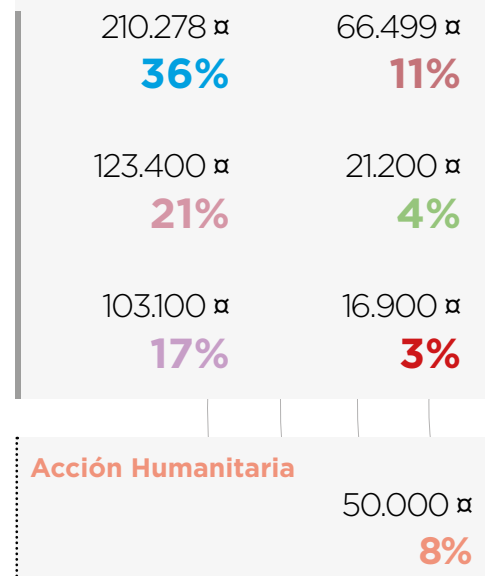 210.278 ¤ 66.499 ¤
36% 11%
123.400 ¤ 21.200 ¤
21% 4%
103.100 ¤ 16.900 ¤
17% 3%
Acción Humanitaria
50.000 ¤
8%